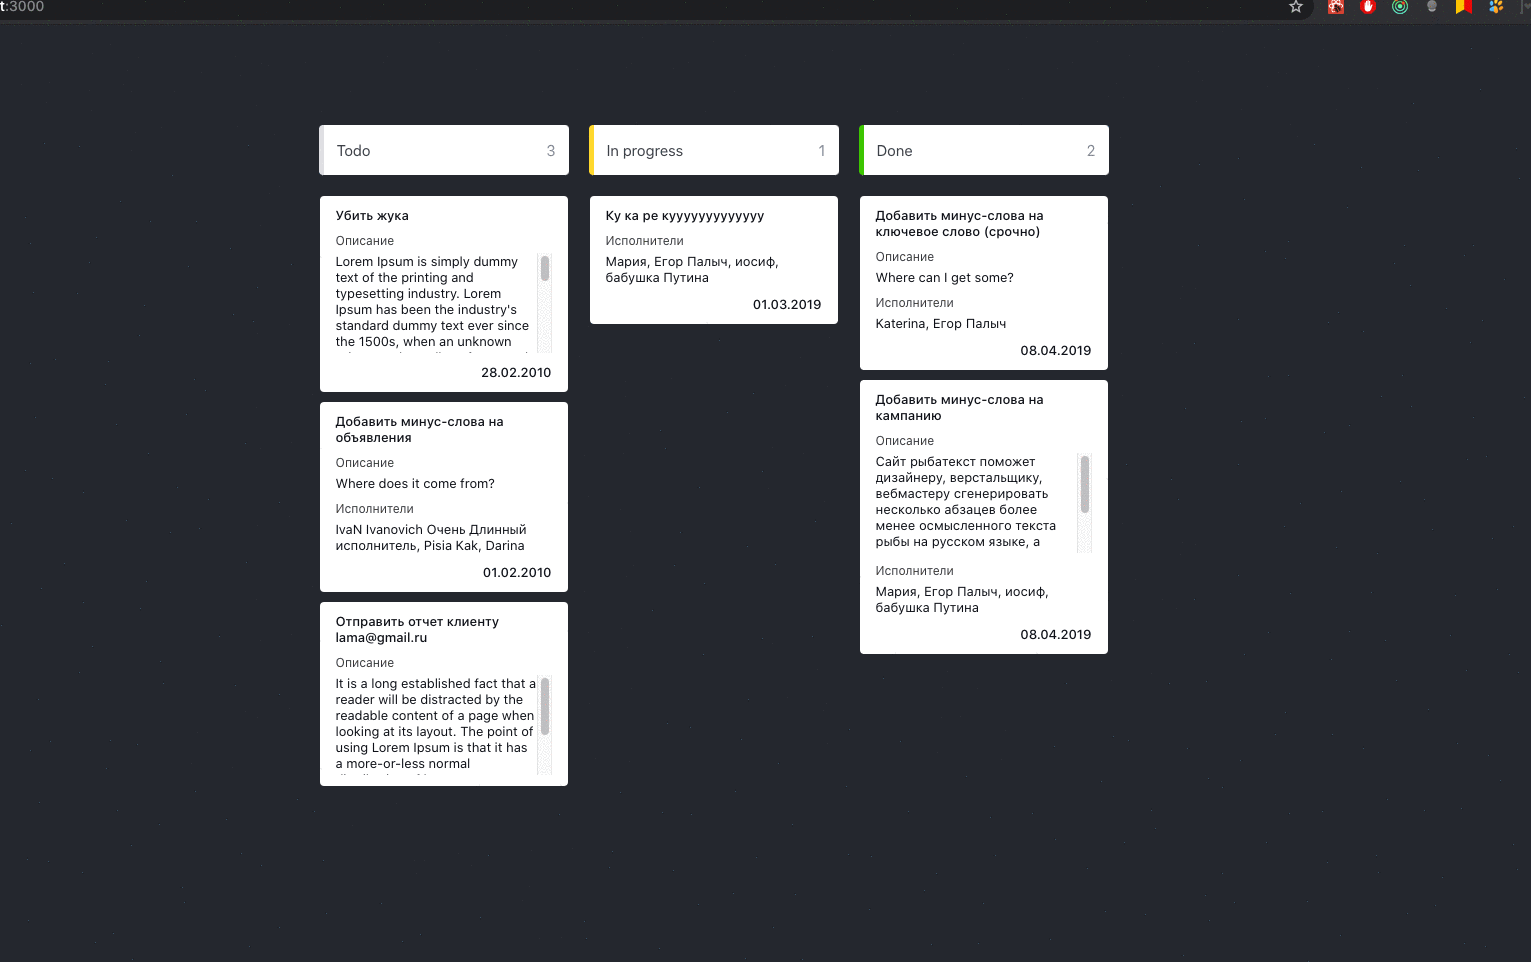 t:3000
Todo 3
In progress 1
Done 2
Убить жука
Описание
Lorem Ipsum is simply dummy
text of the printing and
typesetting industry. Lorem
Ipsum has been the industry's
standard dummy text ever since
the 1500s, when an unknown
28.02.2010
Добавить минус-слова на
объявления
Описание
Where does it come from?
Исполнители
IvaN Ivanovich Очень Длинный
исполнитель, Pisia Kak, Darina
01.02.2010
Отправить отчет клиенту
lama@gmail.ru
Описание
It is a long established fact that a
reader will be distracted by the
readable content of a page when
looking at its layout. The point of
using Lorem Ipsum is that it has
a more-or-less normal
Ку ка ре кууууууууууууу
Исполнители
Мария, Егор Палыч, иосиф,
бабушка Путина
01.03.2019
Добавить минус-слова на
ключевое слово (срочно)
Описание
Where can I get some?
Исполнители
Katerina, Егор Палыч
08.04.2019
Добавить минус-слова на
кампанию
Описание
Сайт рыбатекст поможет
дизайнеру, верстальщику,
вебмастеру сгенерировать
несколько абзацев более
менее осмысленного текста
рыбы на русском языке, а
Исполнители
Мария, Егор Палыч, иосиф,
бабушка Путина
08.04.2019